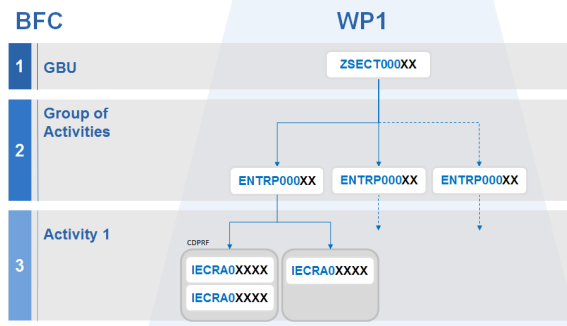 BFC
WP1
1
GBU
ZSECT000XX
2
Group of
Activities
ENTRP000XX
ENTRP000XX
ENTRP000XX
3
Activity 1
CDPRF
IECRA0XXXX
IECRA0XXXX
IECRA0XXXX